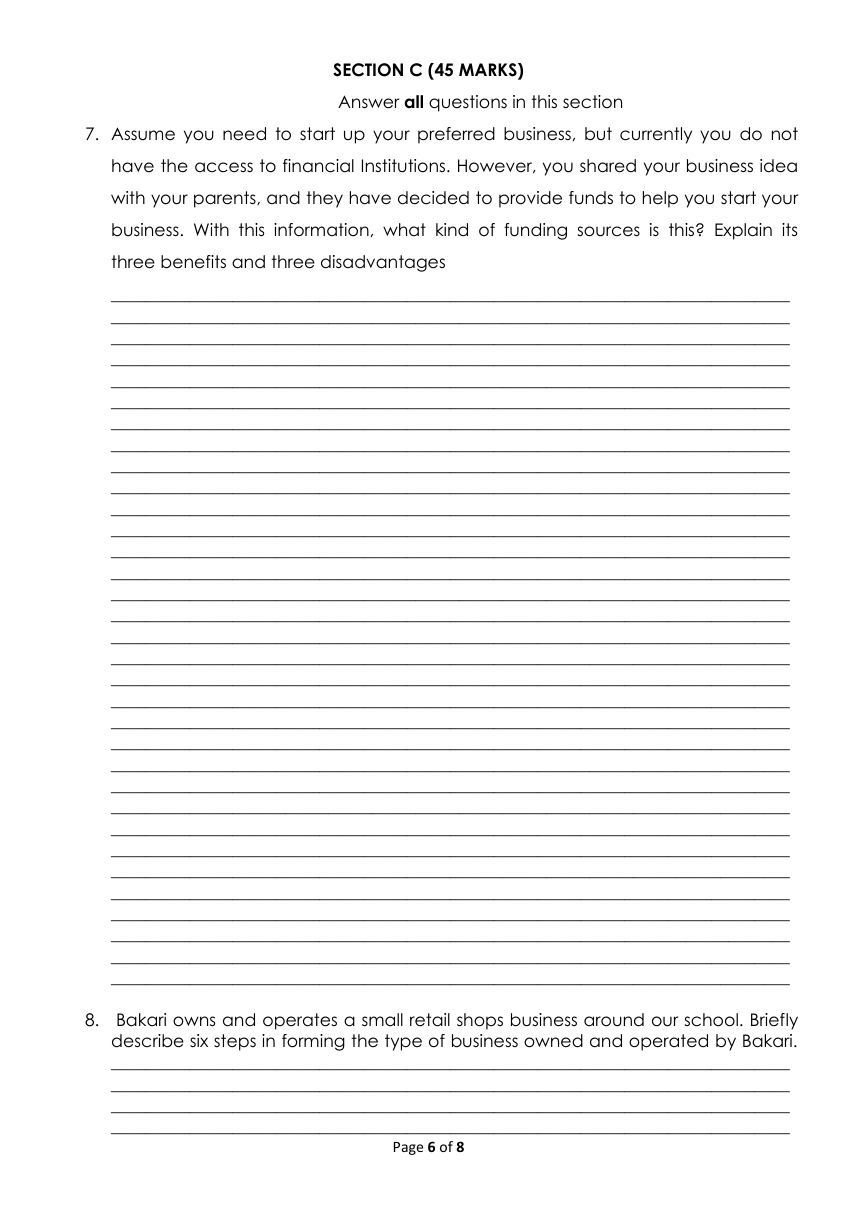 SECTION C (45 MARKS)
Answer all questions in this section
7. Assume you need to start up your preferred business, but currently you do not
have the access to financial Institutions. However, you shared your business idea
with your parents, and they have decided to provide funds to help you start your
business. With this information, what kind of funding sources is this? Explain its
three benefits and three disadvantages
8. Bakari owns and operates a small retail shops business around our school. Briefly
describe six steps in forming the type of business owned and operated by Bakari.
Page 6 of 8